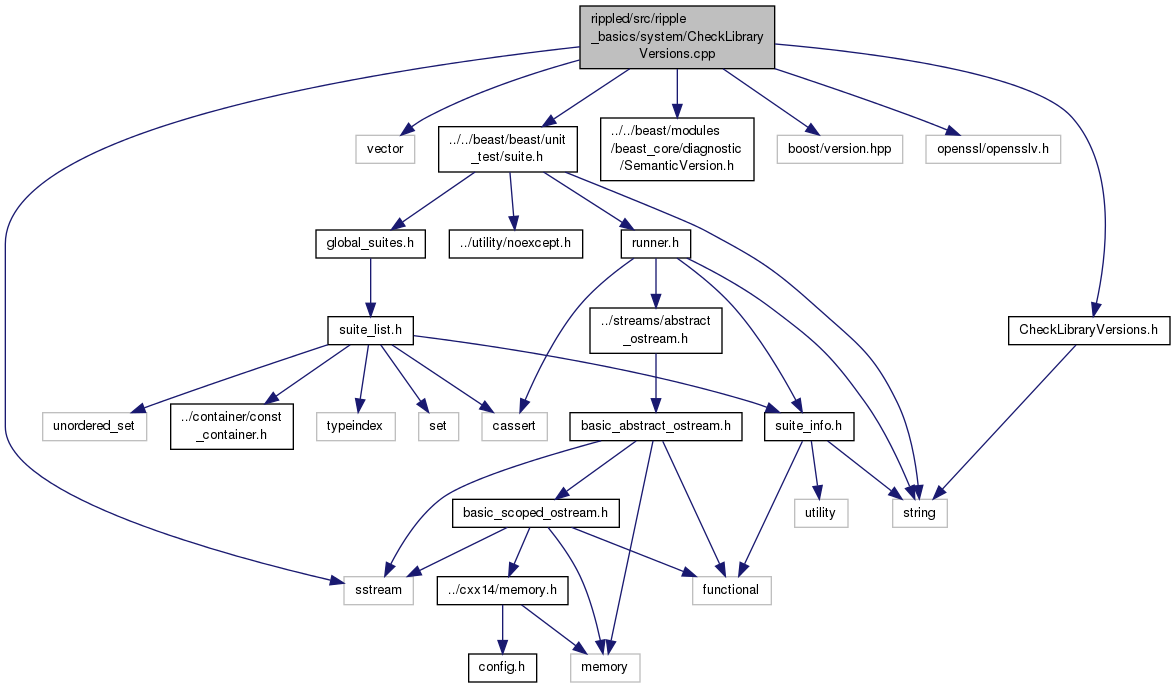 rippled/src/ripple
_basics/system/CheckLibrary
Versions.cpp
vector
../../beast/beast/unit
_test/suite.h
../../beast/modules
/beast_core/diagnostic
/SemanticVersion.h
boost/version.hpp
openssl/opensslv.h
global_suites.h
../utility/noexcept.h
runner.h
suite_list.h
../streams/abstract
_ostream.h
CheckLibraryVersions.h
unordered_set
../container/const
_container.h
typeindex
set
cassert
basic_abstract_ostream.h
suite_info.h
basic_scoped_ostream.h
utility
string
sstream
../cxx14/memory.h
functional
config.h
memory